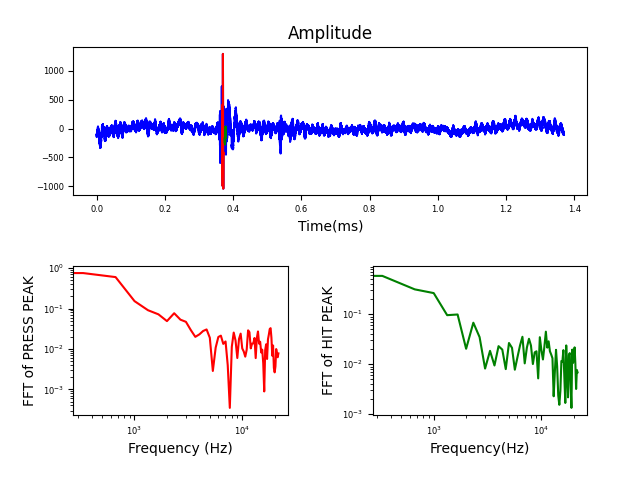 Amplitude
1000
500
0
−500
−1000
0.0 0.2 0.4 0.6 0.8 1.0 1.2 1.4
Time(ms)
FFT of PRESS PEAK
10⁰
10⁻¹
10⁻²
10⁻³
10³ 10⁴
Frequency (Hz)
FFT of HIT PEAK
10⁻¹
10⁻²
10⁻³
10³ 10⁴
Frequency(Hz)